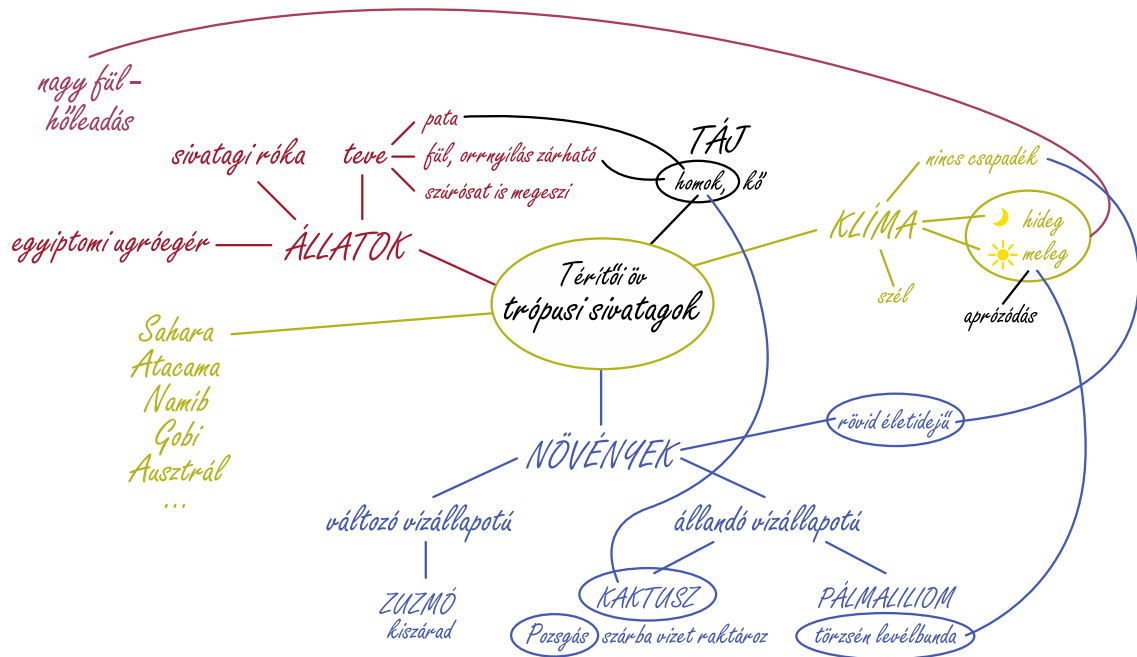 nagy fül –
hőleadás
sivatagi róka
teve
pata
fül, orrnyílás zárható
szúrósat is megeszi
egyiptomi ugróegér
ÁLLATOK
TÁJ
homok, kő
KLÍMA
nincs csapadék
hideg
meleg
szél
aprózódás
Térítői öv
trópusi sivatagok
Sahara
Atacama
Namib
Gobi
Ausztrál
...
NÖVÉNYEK
rövid életidejű
változó vízállapotú
állandó vízállapotú
ZUZMÓ
kiszárad
KAKTUSZ
Pozsgás szárba vizet raktároz
PÁLMALILIOM
törzsén levélbunda